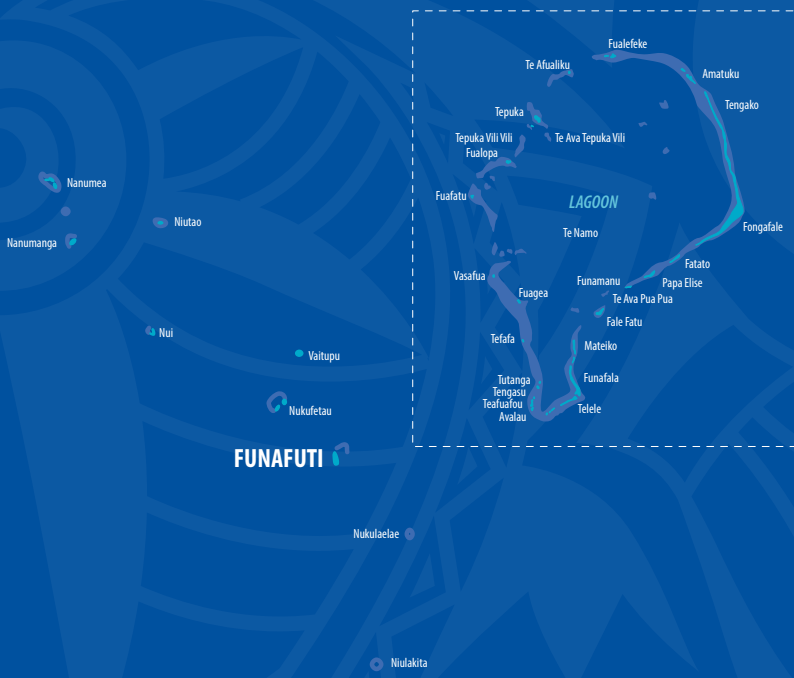 Fualefeke
Te Afualiku
Amatuku
Tengako
Tepuka
Tepuka Vili Vili
Te Ava Tepuka Vili
Fualopa
Nanumea
Fuafatu
LAGOON
Niutao
Fongafale
Te Namo
Nanumanga
Fatato
Vasafua
Funamanu
Papa Elise
Fuagea
Te Ava Pua Pua
Fale Fatu
Nui
Tefafa
Mateiko
Vaitupu
Tutanga
Funafala
Tengasu
Teafuafou
Telele
Nukufetau
Avalau
FUNAFUTI
Nukulaelae
Niulakita